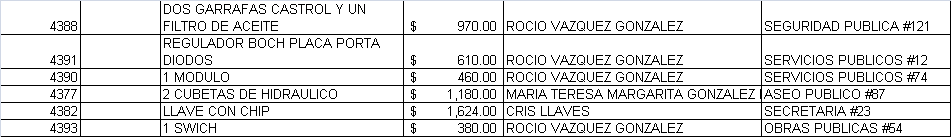 DOS GARRAFAS CASTROL Y UN
4388 FILTRO DE ACEITE $ 970.00 ROCIO VAZQUEZ GONZALEZ SEGURIDAD PUBLICA #121
REGULADOR BOCH PLACA PORTA
4391 DIODOS $ 610.00 ROCIO VAZQUEZ GONZALEZ SERVICIOS PUBLICOS #12
4390 1 MODULO $ 460.00 ROCIO VAZQUEZ GONZALEZ SERVICIOS PUBLICOS #74
4377 2 CUBETAS DE HIDRAULICO $ 1,180.00 MARIA TERESA MARGARITA GONZALEZ ASEO PUBLICO #87
4382 LLAVE CON CHIP $ 1,624.00 CRIS LLAVES SECRETARIA #23
4393 1 SWICH $ 380.00 ROCIO VAZQUEZ GONZALEZ OBRAS PUBLICAS #54